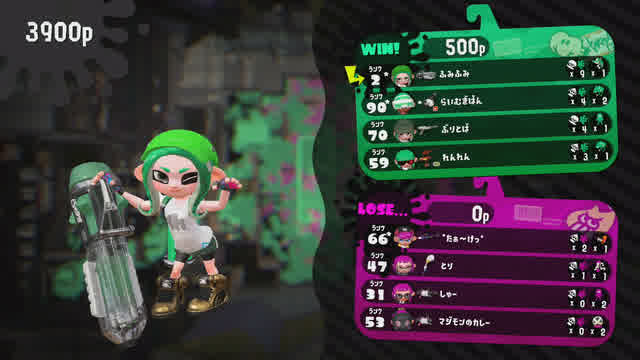 3900p
WIN! 500p
ランク 2* ふみふみ x9 x1
ランク 90* らいむぎぱん x4 x2
ランク 70 ぷりとば x4 x1
ランク 59 わんわん x3 x1
LOSE... 0p
ランク 66* *たぁ〜けっ* x2 x2
ランク 47 とり x1 x1
ランク 31 しゃー x0 x2
ランク 53 マジモンのカレー x0 x2